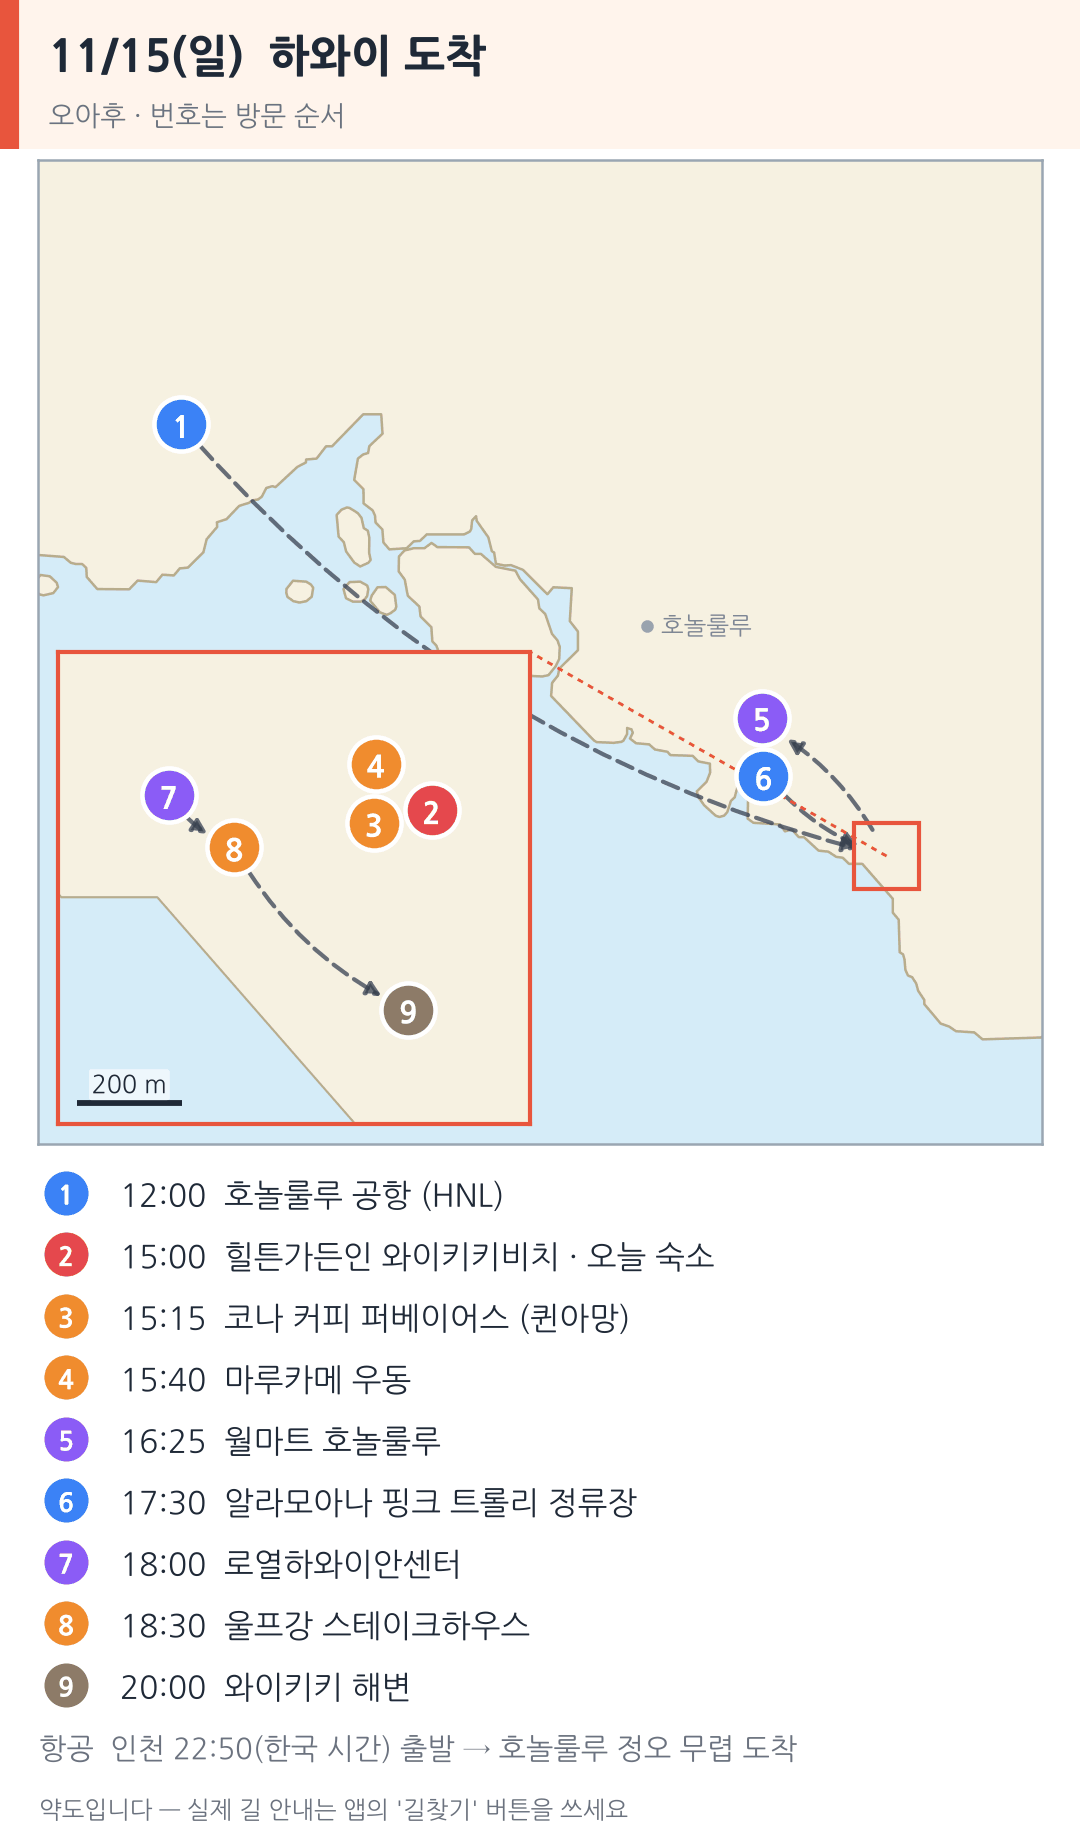 11/15(일) 하와이 도착
오아후 · 번호는 방문 순서
1
호놀룰루
5
6
4
7
3
2
8
9
200 m
1 12:00 호놀룰루 공항 (HNL)
2 15:00 힐튼가든인 와이키키비치 · 오늘 숙소
3 15:15 코나 커피 퍼베이어스 (퀸아망)
4 15:40 마루카메 우동
5 16:25 월마트 호놀룰루
6 17:30 알라모아나 핑크 트롤리 정류장
7 18:00 로열하와이안센터
8 18:30 울프강 스테이크하우스
9 20:00 와이키키 해변
항공 인천 22:50(한국 시간) 출발 → 호놀룰루 정오 무렵 도착
약도입니다 — 실제 길 안내는 앱의 '길찾기' 버튼을 쓰세요